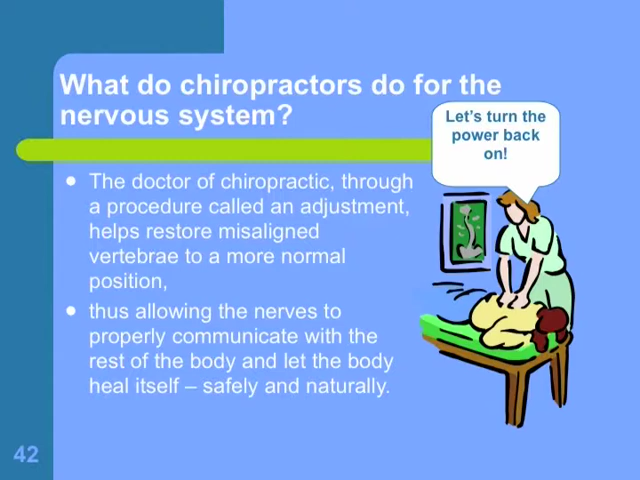 What do chiropractors do for the
nervous system?
Let's turn the
power back
on!
● The doctor of chiropractic, through
a procedure called an adjustment,
helps restore misaligned
vertebrae to a more normal
position,
● thus allowing the nerves to
properly communicate with the
rest of the body and let the body
heal itself – safely and naturally.
42